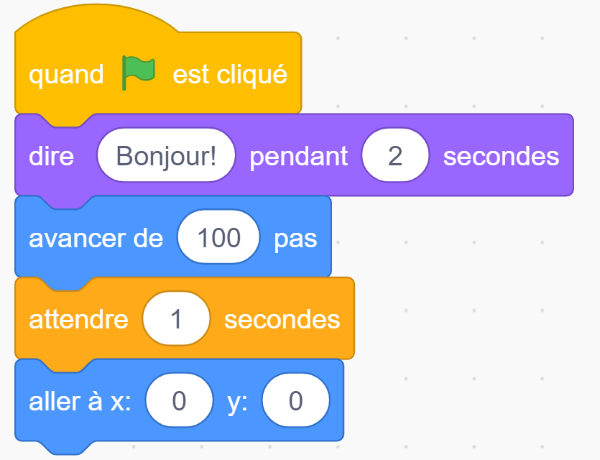 quand est cliqué
dire Bonjour! pendant 2 secondes
avancer de 100 pas
attendre 1 secondes
aller à x: 0 y: 0